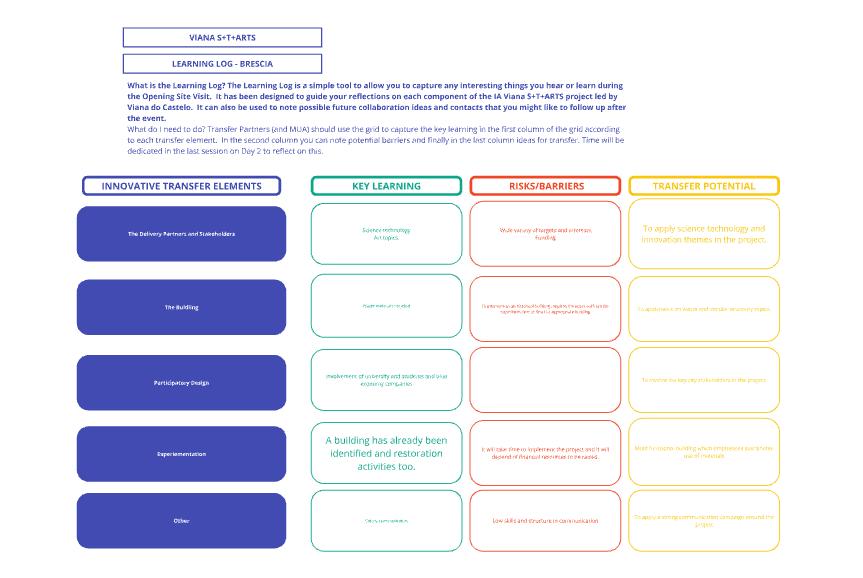 VIANA S+T+ARTS
LEARNING LOG - BRESCIA
What is the Learning Log? The Learning Log is a simple tool to allow you to capture any interesting things you hear or learn during
the Opening Site Visit. It has been designed to guide your reflections on each component of the IA Viana S+T+ARTS project led by
Viana do Castelo. It can also be used to note possible future collaboration ideas and contacts that you might like to follow up after
the event.
What do I need to do? Transfer Partners (and MUA) should use the grid to capture the key learning in the first column of the grid according
to each transfer element. In the second column you can note potential barriers and finally in the last column ideas for transfer. Time will be
dedicated in the last session on Day 2 to reflect on this.
INNOVATIVE TRANSFER ELEMENTS
KEY LEARNING
RISKS/BARRIERS
TRANSFER POTENTIAL
The Delivery Partners and Stakeholders
Science technology
Art topics.
Wide variety of targets and interests.
Funding.
To apply science technology and
innovation themes in the project.
The Building
Participatory Design
Involvement of university and students and blue
economy companies
To involve the key city stakeholders in the project.
Experiementation
A building has already been
identified and restoration
activities too.
It will take time to implement the project and it will
depend of financial resources to be raised.
use of materials.
Other
Low skills and structure in communication
To apply a strong communication campaign around the
project.